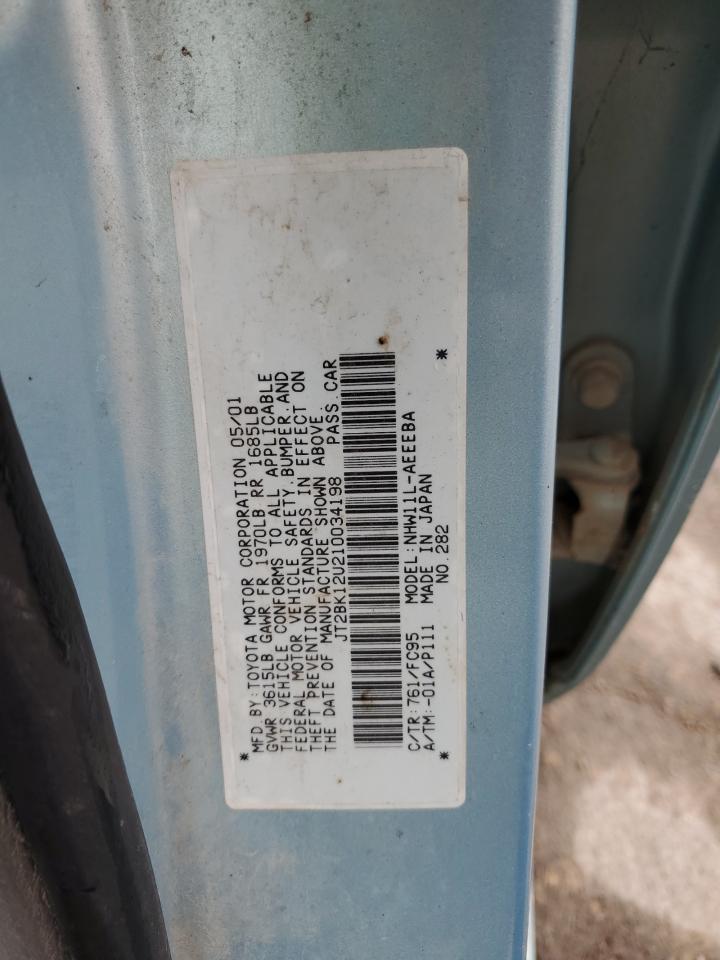 MFD BY:TOYOTA MOTOR CORPORATION 05/01
GVWR 3615LB GAWR FR 1970LB RR 1685LB
THIS VEHICLE CONFORMS TO ALL APPLICABLE
FEDERAL MOTOR VEHICLE SAFETY,BUMPER,AND
THEFT PREVENTION STANDARDS IN EFFECT ON
THE DATE OF MANUFACTURE SHOWN ABOVE.
JT2BK12U210034198 PASS.CAR
C/TR:761/FC95 MODEL:NHW11L-AEEEBA
A/TM:-01A/P111 MADE IN JAPAN
NO.282